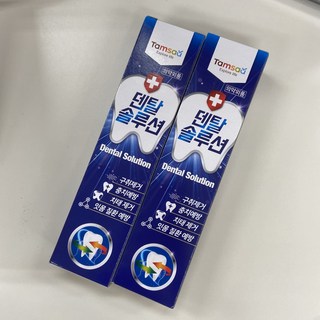 Tamsaa
의약외품
덴탈
솔루션
Dental Solution
구취제거
충치예방
치태 제거
잇몸 질환 예방
Tamsaa
의약외품
덴탈
솔루션
Dental Solution
구취제거
충치예방
치태 제거
잇몸 질환 예방